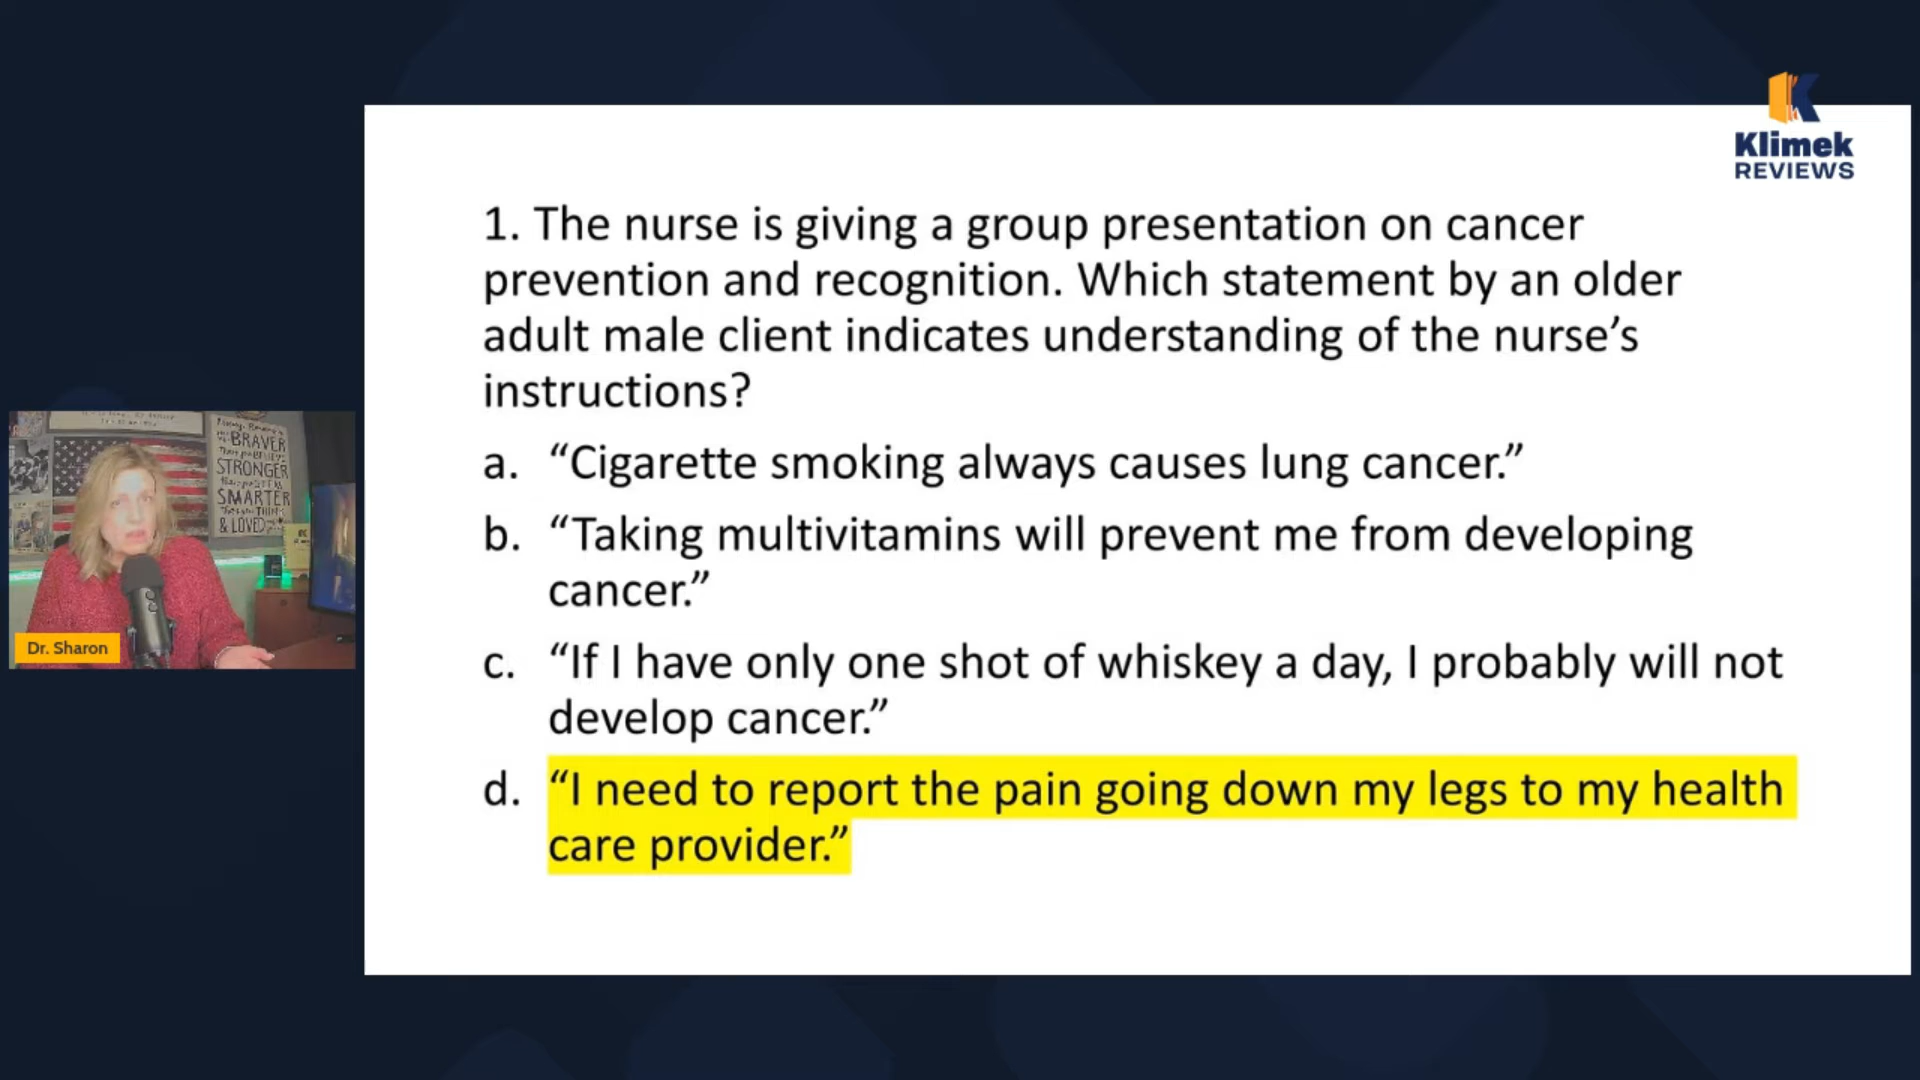 Klimek
REVIEWS
1. The nurse is giving a group presentation on cancer
prevention and recognition. Which statement by an older
adult male client indicates understanding of the nurse’s
instructions?
a. “Cigarette smoking always causes lung cancer.”
b. “Taking multivitamins will prevent me from developing
cancer.”
c. “If I have only one shot of whiskey a day, I probably will not
develop cancer.”
d. “I need to report the pain going down my legs to my health
care provider.”
BRAVER
STRONGER
SMARTER
& LOVED
Dr. Sharon